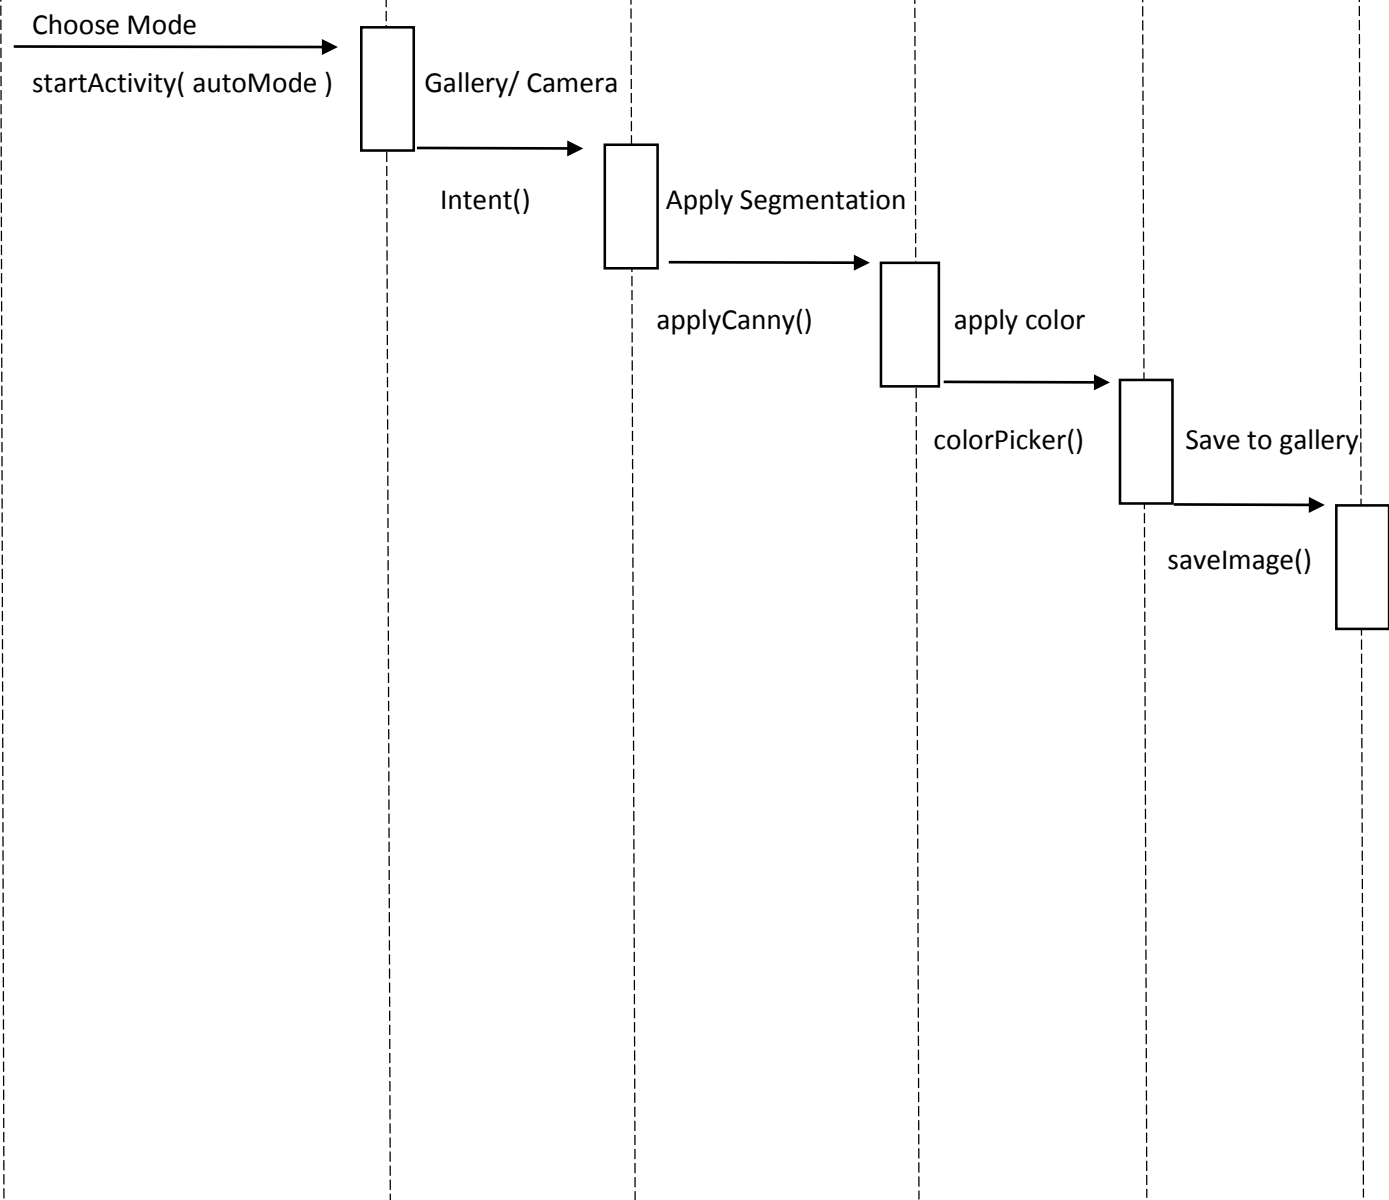 Choose Mode
startActivity( autoMode )
Gallery/ Camera
Intent()
Apply Segmentation
applyCanny()
apply color
colorPicker()
Save to gallery
saveImage()